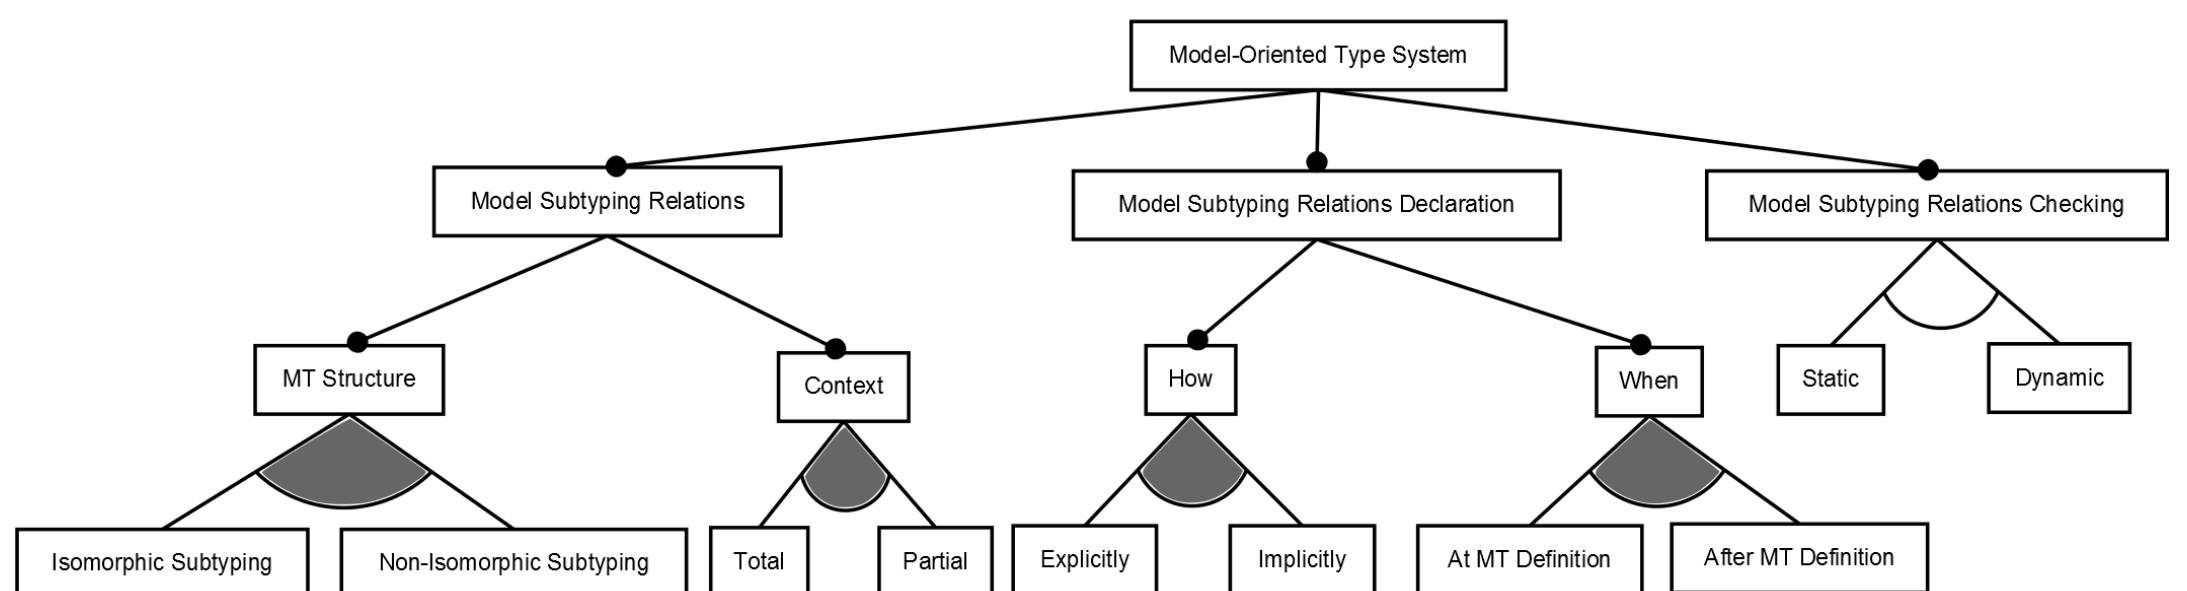 Model-Oriented Type System
Model Subtyping Relations
Model Subtyping Relations Declaration
Model Subtyping Relations Checking
MT Structure
Context
How
When
Static
Dynamic
Isomorphic Subtyping
Non-Isomorphic Subtyping
Total
Partial
Explicitly
Implicitly
At MT Definition
After MT Definition